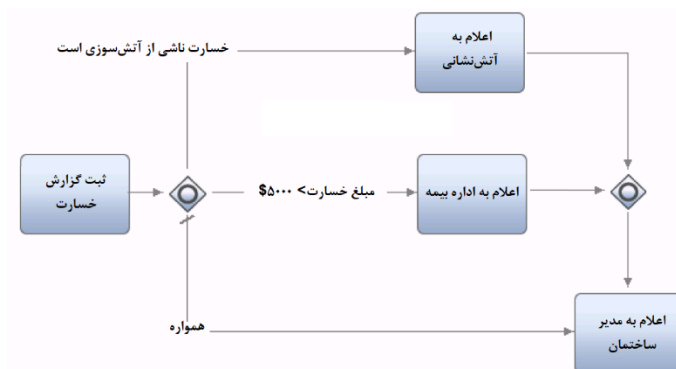 خسارت ناشی از آتش‌سوزی است
اعلام به
آتش‌نشانی
ثبت گزارش
خسارت
مبلغ خسارت> ۵۰۰۰$
اعلام به اداره بیمه
همواره
اعلام به مدیر
ساختمان